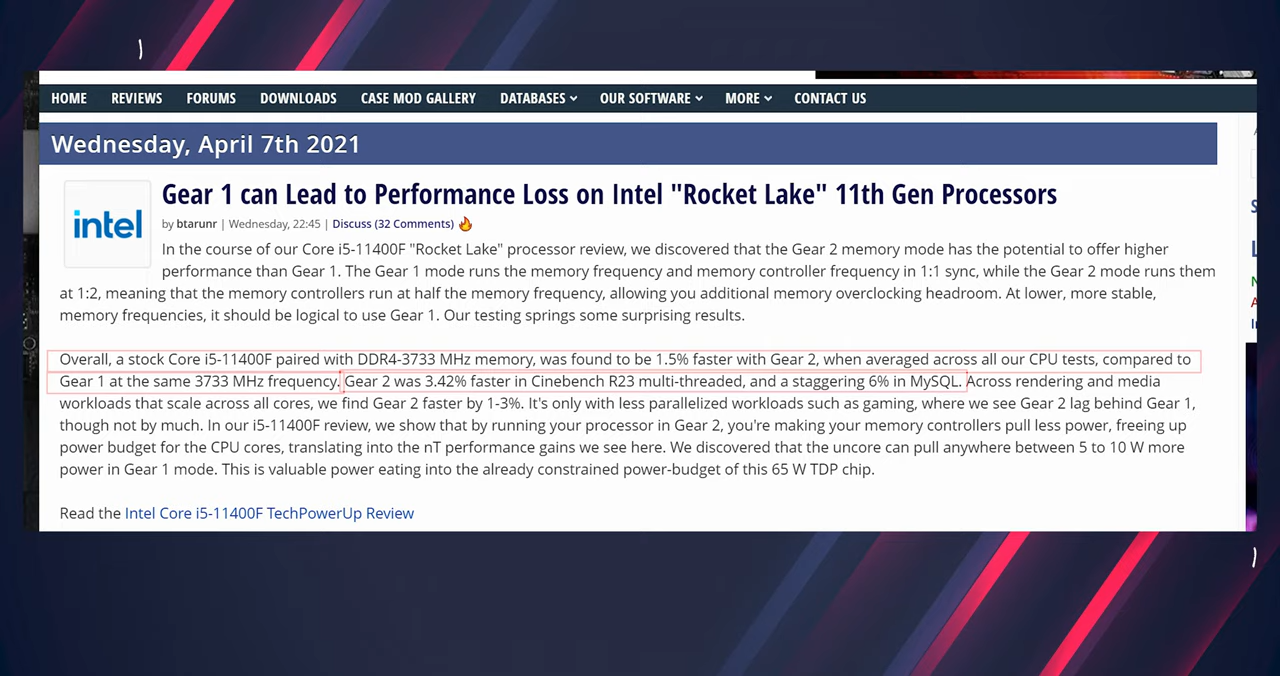 HOME REVIEWS FORUMS DOWNLOADS CASE MOD GALLERY DATABASES OUR SOFTWARE MORE CONTACT US
Wednesday, April 7th 2021
intel
Gear 1 can Lead to Performance Loss on Intel "Rocket Lake" 11th Gen Processors
by btarunr | Wednesday, 22:45 | Discuss (32 Comments)
In the course of our Core i5-11400F "Rocket Lake" processor review, we discovered that the Gear 2 memory mode has the potential to offer higher
performance than Gear 1. The Gear 1 mode runs the memory frequency and memory controller frequency in 1:1 sync, while the Gear 2 mode runs them
at 1:2, meaning that the memory controllers run at half the memory frequency, allowing you additional memory overclocking headroom. At lower, more stable,
memory frequencies, it should be logical to use Gear 1. Our testing springs some surprising results.
Overall, a stock Core i5-11400F paired with DDR4-3733 MHz memory, was found to be 1.5% faster with Gear 2, when averaged across all our CPU tests, compared to
Gear 1 at the same 3733 MHz frequency. Gear 2 was 3.42% faster in Cinebench R23 multi-threaded, and a staggering 6% in MySQL. Across rendering and media
workloads that scale across all cores, we find Gear 2 faster by 1-3%. It's only with less parallelized workloads such as gaming, where we see Gear 2 lag behind Gear 1,
though not by much. In our i5-11400F review, we show that by running your processor in Gear 2, you're making your memory controllers pull less power, freeing up
power budget for the CPU cores, translating into the nT performance gains we see here. We discovered that the uncore can pull anywhere between 5 to 10 W more
power in Gear 1 mode. This is valuable power eating into the already constrained power-budget of this 65 W TDP chip.
Read the Intel Core i5-11400F TechPowerUp Review